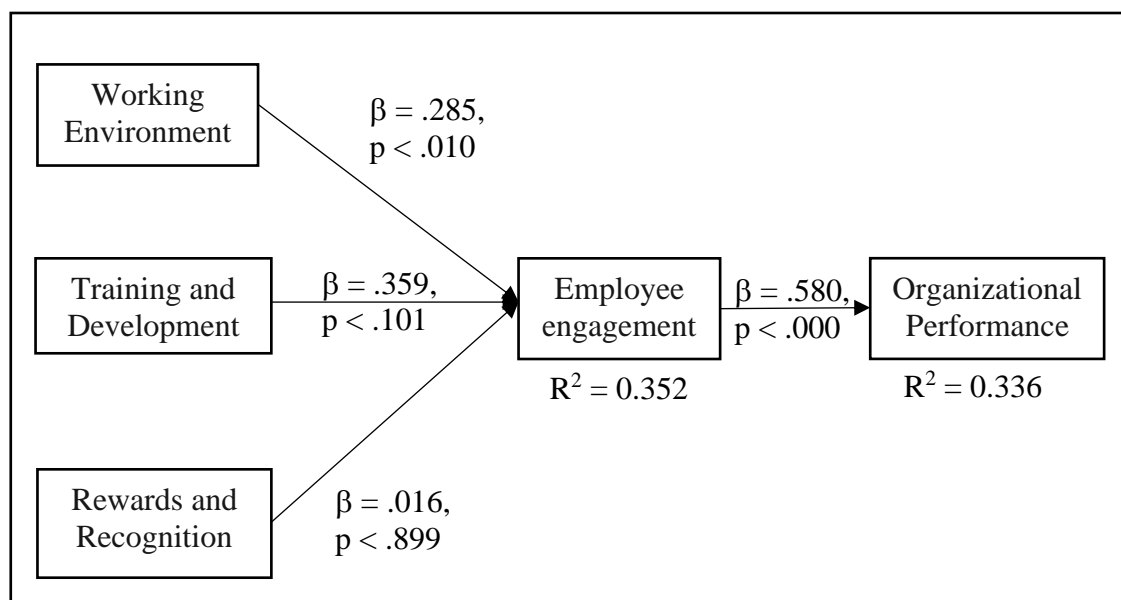 Working
Environment
β = .285,
p < .010
Training and
Development
β = .359,
p < .101
Employee
engagement
R² = 0.352
β = .580,
p < .000
Organizational
Performance
R² = 0.336
Rewards and
Recognition
β = .016,
p < .899